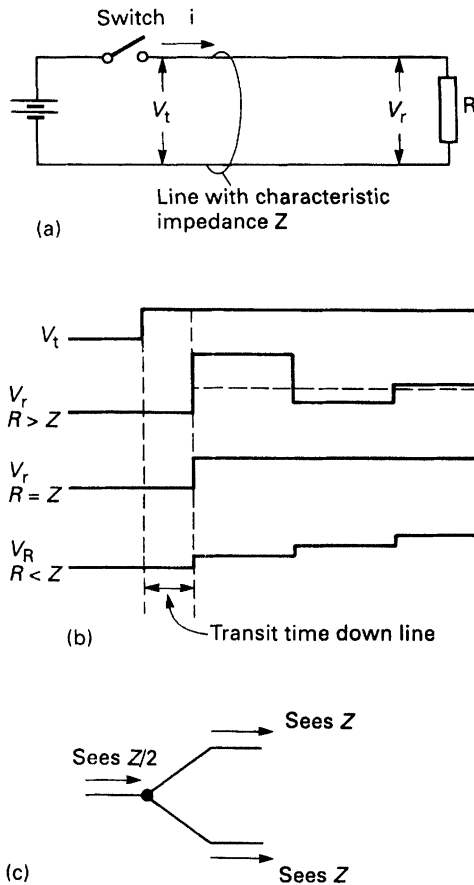 Switch i
V_t
V_r
R
Line with characteristic
impedance Z
(a)
V_t
V_r
R > Z
V_r
R = Z
V_R
R < Z
Transit time down line
(b)
Sees Z
Sees Z/2
Sees Z
(c)